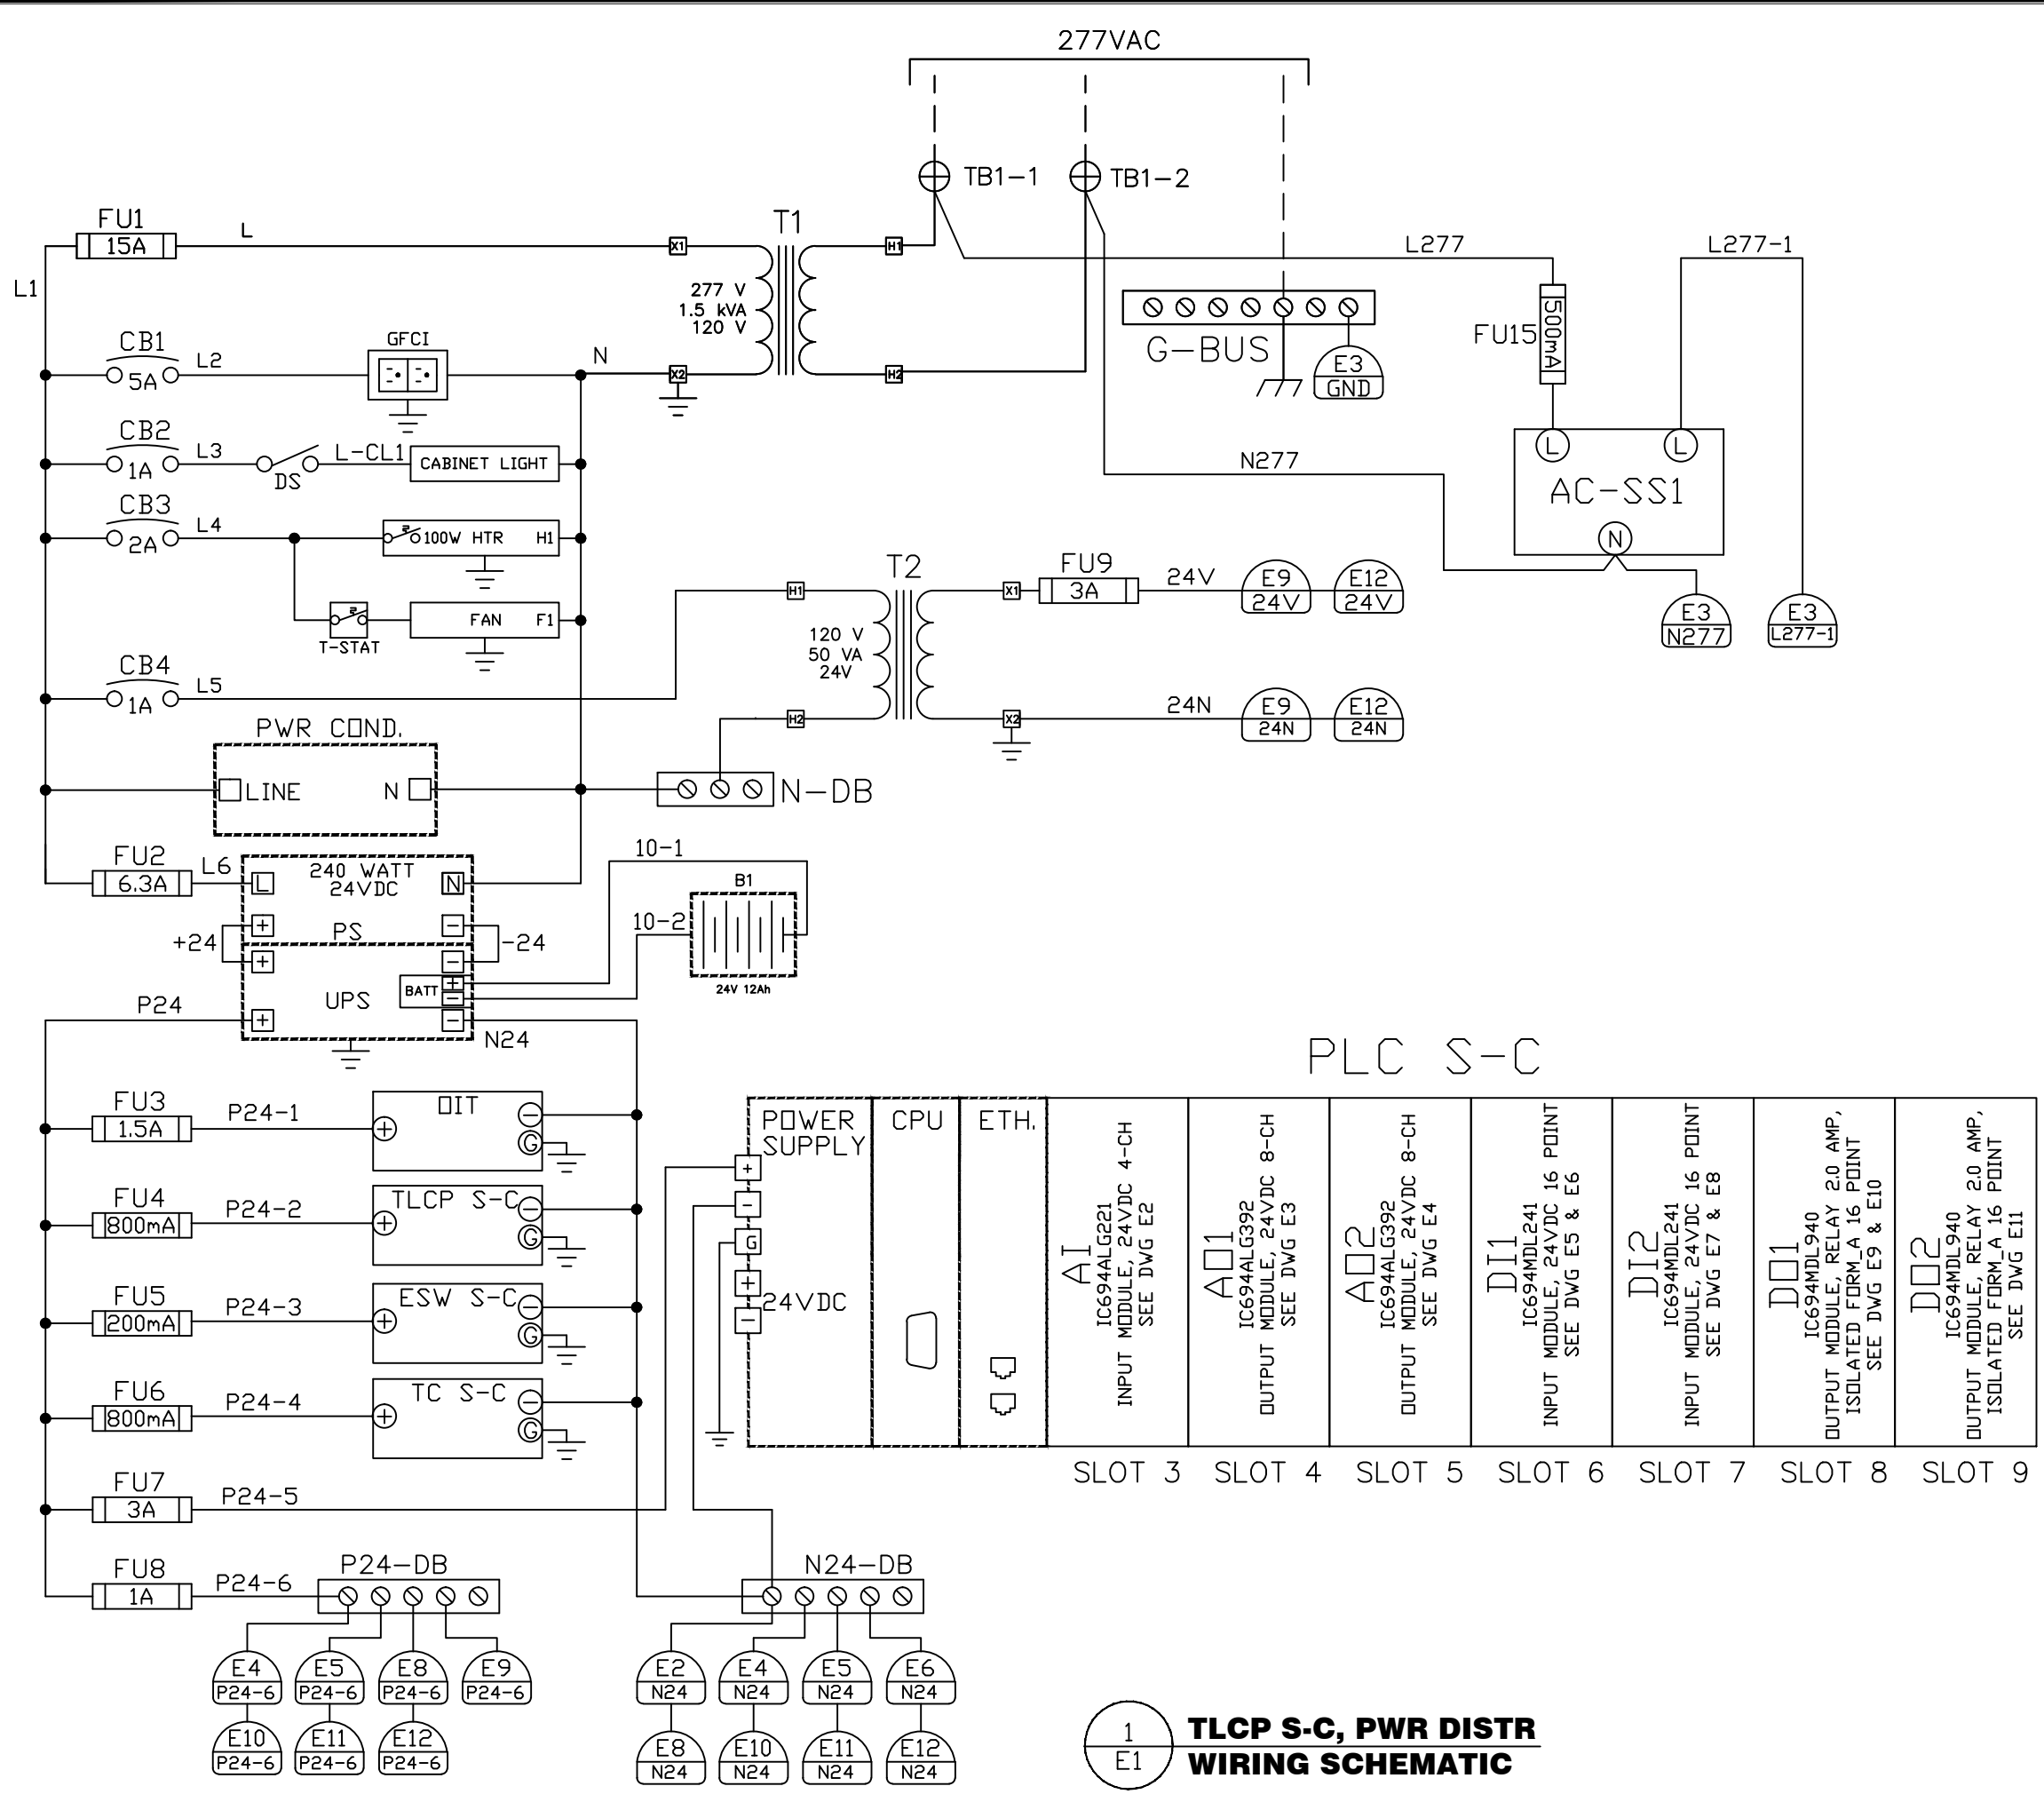 277VAC
TB1-1
TB1-2
FU1
15A
L
X1
T1
H1
L277
L277-1
L1
277 V
1.5 kVA
120 V
500mA
FU15
G-BUS
E3
GND
CB1
5A
L2
GFCI
N
X2
H2
CB2
1A
L3
DS
L-CL1
CABINET LIGHT
N277
L
L
AC-SS1
N
CB3
2A
L4
100W HTR
H1
T-STAT
FAN
F1
T2
H1
X1
FU9
3A
24V
E9
24V
E12
24V
E3
N277
E3
L277-1
120 V
50 VA
24V
CB4
1A
L5
H2
X2
24N
E9
24N
E12
24N
PWR COND.
LINE
N
N-DB
FU2
6.3A
L6
L
240 WATT
24VDC
N
10-1
B1
10-2
+
PS
-
+24
-24
+
-
BATT
+
-
UPS
24V 12Ah
P24
+
-
N24
PLC S-C
FU3
1.5A
P24-1
+
OIT
-
G
FU4
800mA
P24-2
+
TLCP S-C
-
G
FU5
200mA
P24-3
+
ESW S-C
-
G
FU6
800mA
P24-4
+
TC S-C
-
G
FU7
3A
P24-5
FU8
1A
P24-6
POWER
SUPPLY
+
-
G
+
24VDC
-
CPU
ETH.
AI
IC694ALG221
INPUT MODULE, 24VDC 4-CH
SEE DWG E2
AO1
IC694ALG392
OUTPUT MODULE, 24VDC 8-CH
SEE DWG E3
AO2
IC694ALG392
OUTPUT MODULE, 24VDC 8-CH
SEE DWG E4
DI1
IC694MDL241
INPUT MODULE, 24VDC 16 POINT
SEE DWG E5 & E6
DI2
IC694MDL241
INPUT MODULE, 24VDC 16 POINT
SEE DWG E7 & E8
DO1
IC694MDL940
OUTPUT MODULE, RELAY 2.0 AMP,
ISOLATED FORM_A 16 POINT
SEE DWG E9 & E10
DO2
IC694MDL940
OUTPUT MODULE, RELAY 2.0 AMP,
ISOLATED FORM_A 16 POINT
SEE DWG E11
SLOT 3
SLOT 4
SLOT 5
SLOT 6
SLOT 7
SLOT 8
SLOT 9
P24-DB
N24-DB
E4
P24-6
E5
P24-6
E8
P24-6
E9
P24-6
E10
P24-6
E11
P24-6
E12
P24-6
E2
N24
E4
N24
E5
N24
E6
N24
E8
N24
E10
N24
E11
N24
E12
N24
1
E1
TLCP S-C, PWR DISTR
WIRING SCHEMATIC